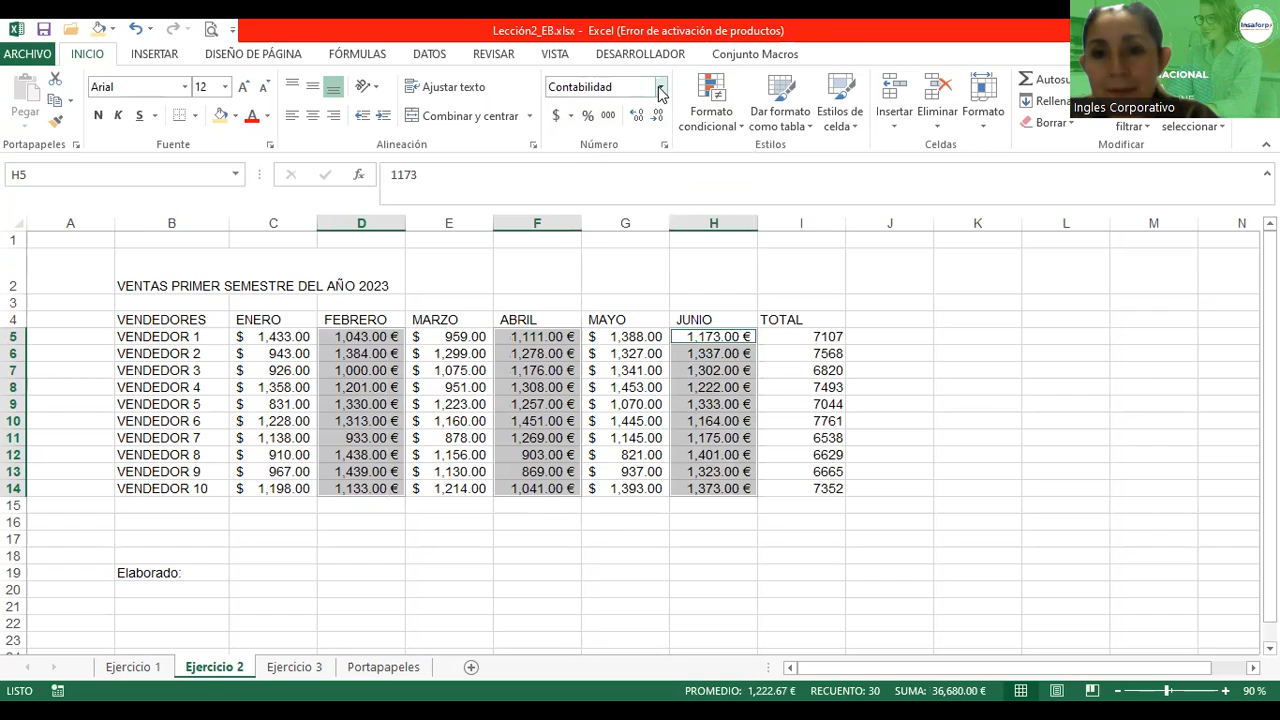 Lección2_EB.xlsx - Excel (Error de activación de productos)
ARCHIVO INICIO INSERTAR DISEÑO DE PÁGINA FÓRMULAS DATOS REVISAR VISTA DESARROLLADOR Conjunto Macros
Insaforp
NACIONAL
Ingles Corporativo
Pegar
Arial 12
N K S
Ajustar texto
Combinar y centrar
Contabilidad
$ % 000
Formato condicional
Dar formato como tabla
Estilos de celda
Insertar Eliminar Formato
Autosu
Rellena
Borrar
filtrar seleccionar
Portapapeles Fuente Alineación Número Estilos Celdas Modificar
H5 fx 1173
A B C D E F G H I J K L M N
1
2 VENTAS PRIMER SEMESTRE DEL AÑO 2023
3
4 VENDEDORES ENERO FEBRERO MARZO ABRIL MAYO JUNIO TOTAL
5 VENDEDOR 1 $ 1,433.00 1,043.00 € $ 959.00 1,111.00 € $ 1,388.00 1,173.00 € 7107
6 VENDEDOR 2 $ 943.00 1,384.00 € $ 1,299.00 1,278.00 € $ 1,327.00 1,337.00 € 7568
7 VENDEDOR 3 $ 926.00 1,000.00 € $ 1,075.00 1,176.00 € $ 1,341.00 1,302.00 € 6820
8 VENDEDOR 4 $ 1,358.00 1,201.00 € $ 951.00 1,308.00 € $ 1,453.00 1,222.00 € 7493
9 VENDEDOR 5 $ 831.00 1,330.00 € $ 1,223.00 1,257.00 € $ 1,070.00 1,333.00 € 7044
10 VENDEDOR 6 $ 1,228.00 1,313.00 € $ 1,160.00 1,451.00 € $ 1,445.00 1,164.00 € 7761
11 VENDEDOR 7 $ 1,138.00 933.00 € $ 878.00 1,269.00 € $ 1,145.00 1,175.00 € 6538
12 VENDEDOR 8 $ 910.00 1,438.00 € $ 1,156.00 903.00 € $ 821.00 1,401.00 € 6629
13 VENDEDOR 9 $ 967.00 1,439.00 € $ 1,130.00 869.00 € $ 937.00 1,323.00 € 6665
14 VENDEDOR 10 $ 1,198.00 1,133.00 € $ 1,214.00 1,041.00 € $ 1,393.00 1,373.00 € 7352
15
16
17
18
19 Elaborado:
20
21
22
23
Ejercicio 1 Ejercicio 2 Ejercicio 3 Portapapeles
LISTO PROMEDIO: 1,222.67 € RECUENTO: 30 SUMA: 36,680.00 € 90 %